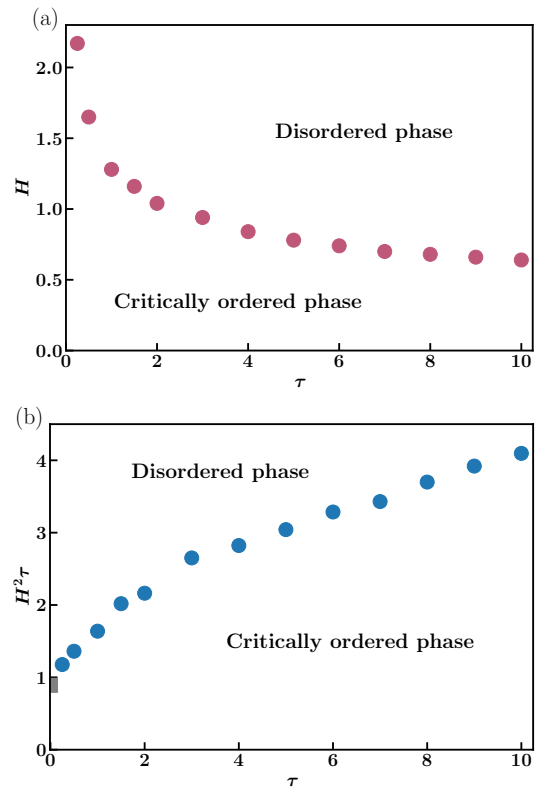 (a)
2.0
1.5
1.0
0.5
0.0
H
Disordered phase
Critically ordered phase
0 2 4 6 8 10
τ
(b)
4
3
2
1
0
H²τ
Disordered phase
Critically ordered phase
0 2 4 6 8 10
τ